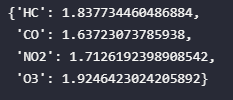 {'HC': 1.837734460486884,
'CO': 1.63723073785938,
'NO2': 1.7126192398908542,
'O3': 1.9246423024205892}